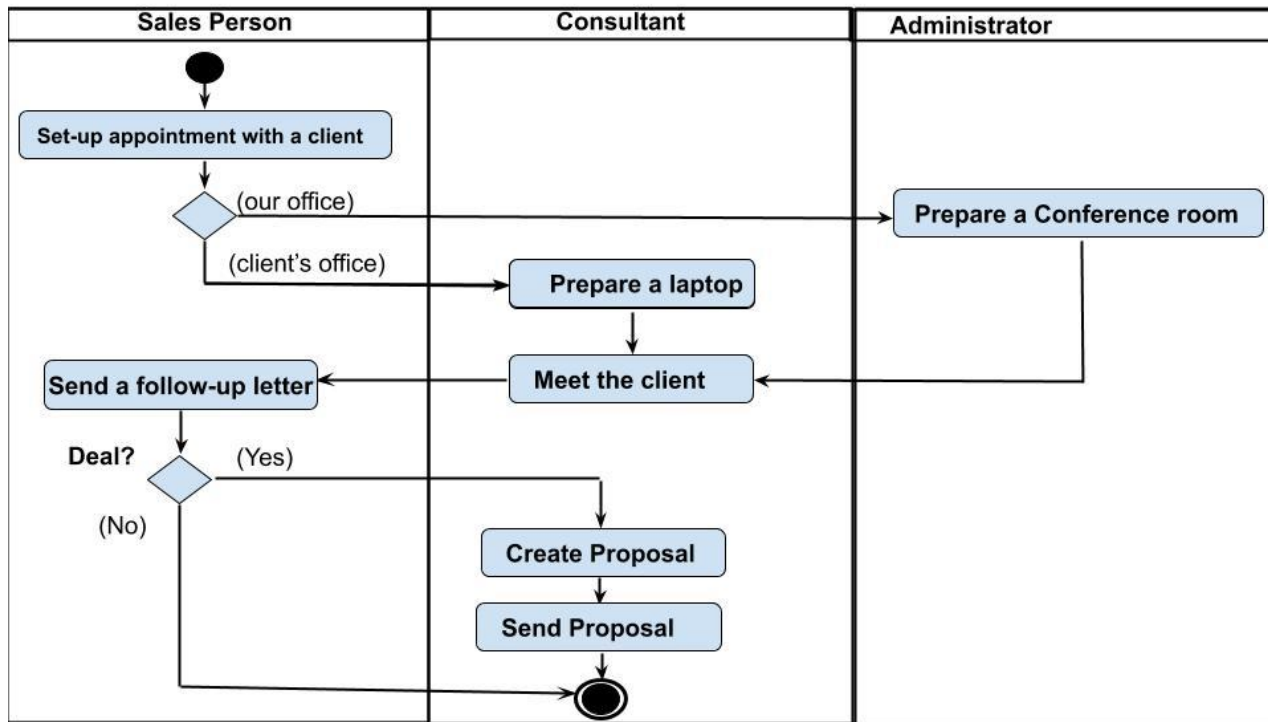 Sales Person
Consultant
Administrator
Set-up appointment with a client
(our office)
Prepare a Conference room
(client's office)
Prepare a laptop
Send a follow-up letter
Meet the client
Deal?
(Yes)
(No)
Create Proposal
Send Proposal